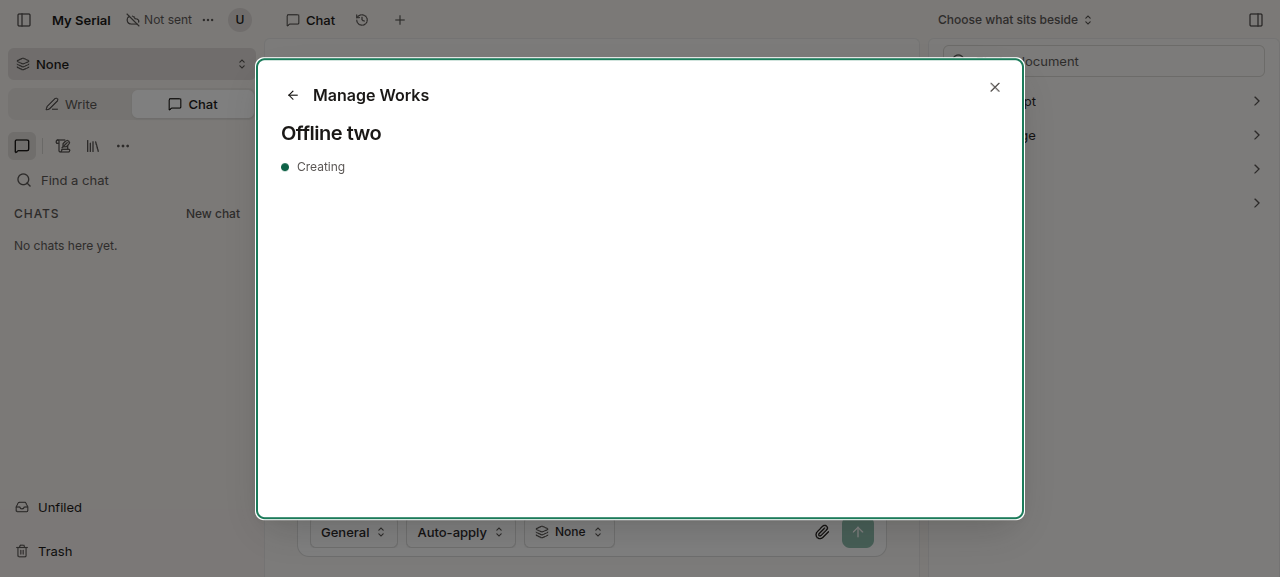 My Serial
Not sent
U
Chat
Choose what sits beside
None
Write
Chat
Find a chat
CHATS
New chat
No chats here yet.
Unfiled
Trash
Manage Works
Offline two
Creating
General
Auto-apply
None